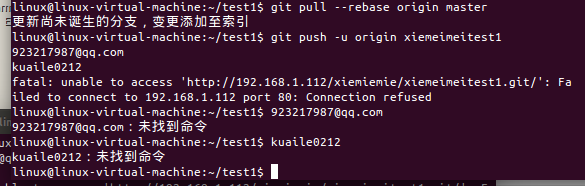 linux@linux-virtual-machine:~/test1$ git pull --rebase origin master
更新尚未诞生的分支，变更添加至索引
linux@linux-virtual-machine:~/test1$ git push -u origin xiemeimeitest1
923217987@qq.com
kuaile0212
fatal: unable to access 'http://192.168.1.112/xiemiemie/xiemeimeitest1.git/': Fa
iled to connect to 192.168.1.112 port 80: Connection refused
linux@linux-virtual-machine:~/test1$ 923217987@qq.com
923217987@qq.com：未找到命令
linux@linux-virtual-machine:~/test1$ kuaile0212
kuaile0212：未找到命令
linux@linux-virtual-machine:~/test1$